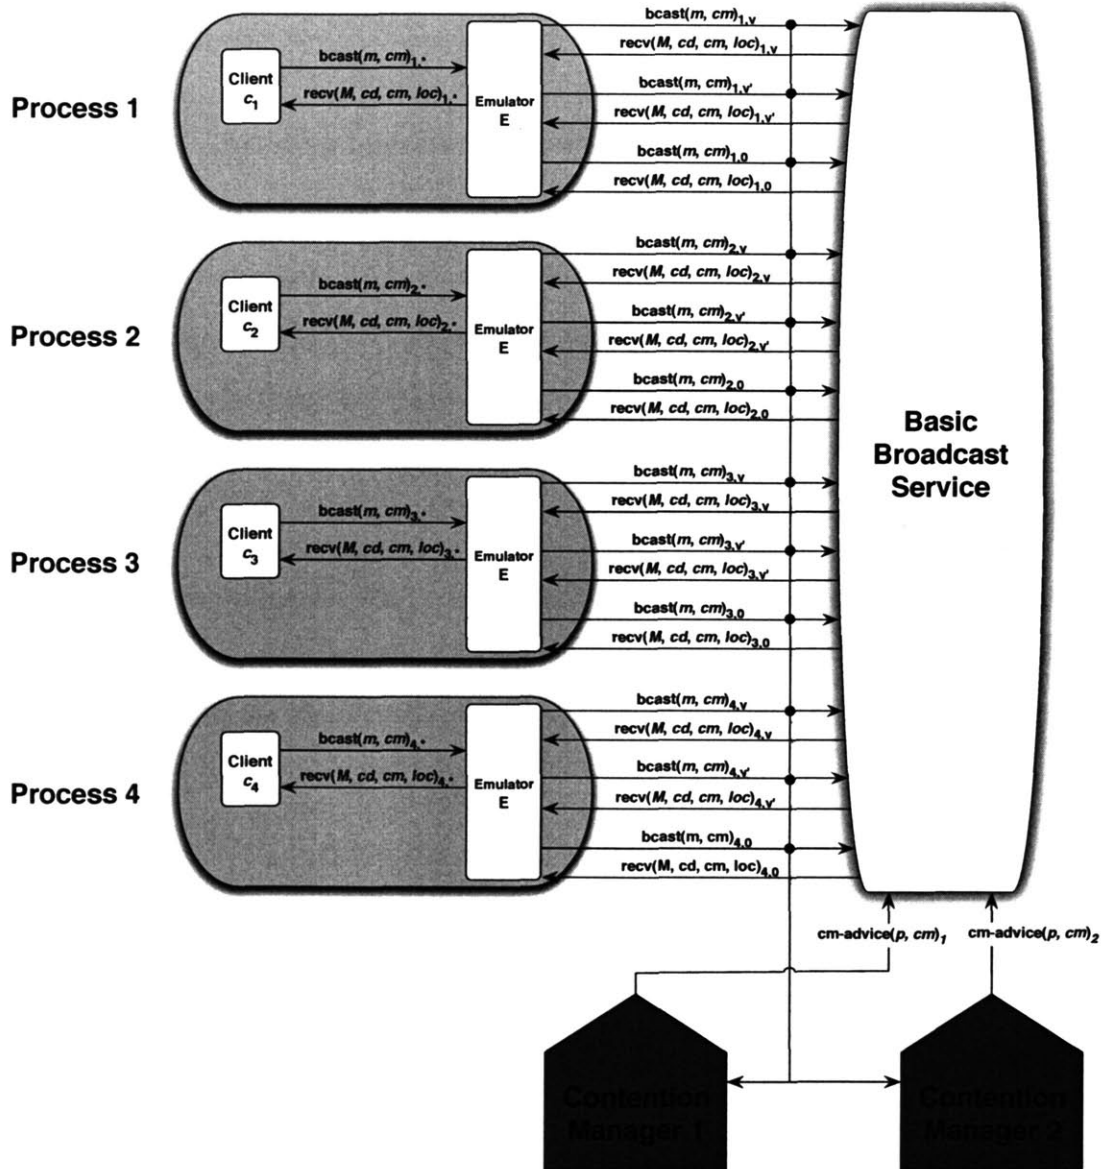 bcast(m, cm)1,v
recv(M, cd, cm, loc)1,v
bcast(m, cm)1,v'
recv(M, cd, cm, loc)1,v'
bcast(m, cm)1,0
recv(M, cd, cm, loc)1,0
Process 1
Client
c1
bcast(m, cm)1,*
recv(M, cd, cm, loc)1,*
Emulator
E
bcast(m, cm)2,v
recv(M, cd, cm, loc)2,v
bcast(m, cm)2,v'
recv(M, cd, cm, loc)2,v'
bcast(m, cm)2,0
recv(M, cd, cm, loc)2,0
Process 2
Client
c2
bcast(m, cm)2,*
recv(M, cd, cm, loc)2,*
Emulator
E
Basic
Broadcast
Service
bcast(m, cm)3,v
recv(M, cd, cm, loc)3,v
bcast(m, cm)3,v'
recv(M, cd, cm, loc)3,v'
bcast(m, cm)3,0
recv(M, cd, cm, loc)3,0
Process 3
Client
c3
bcast(m, cm)3,*
recv(M, cd, cm, loc)3,*
Emulator
E
bcast(m, cm)4,v
recv(M, cd, cm, loc)4,v
bcast(m, cm)4,v'
recv(M, cd, cm, loc)4,v'
bcast(m, cm)4,0
recv(M, cd, cm, loc)4,0
Process 4
Client
c4
bcast(m, cm)4,*
recv(M, cd, cm, loc)4,*
Emulator
E
cm-advice(p, cm)1
cm-advice(p, cm)2
Contention
Manager 1
Contention
Manager 2